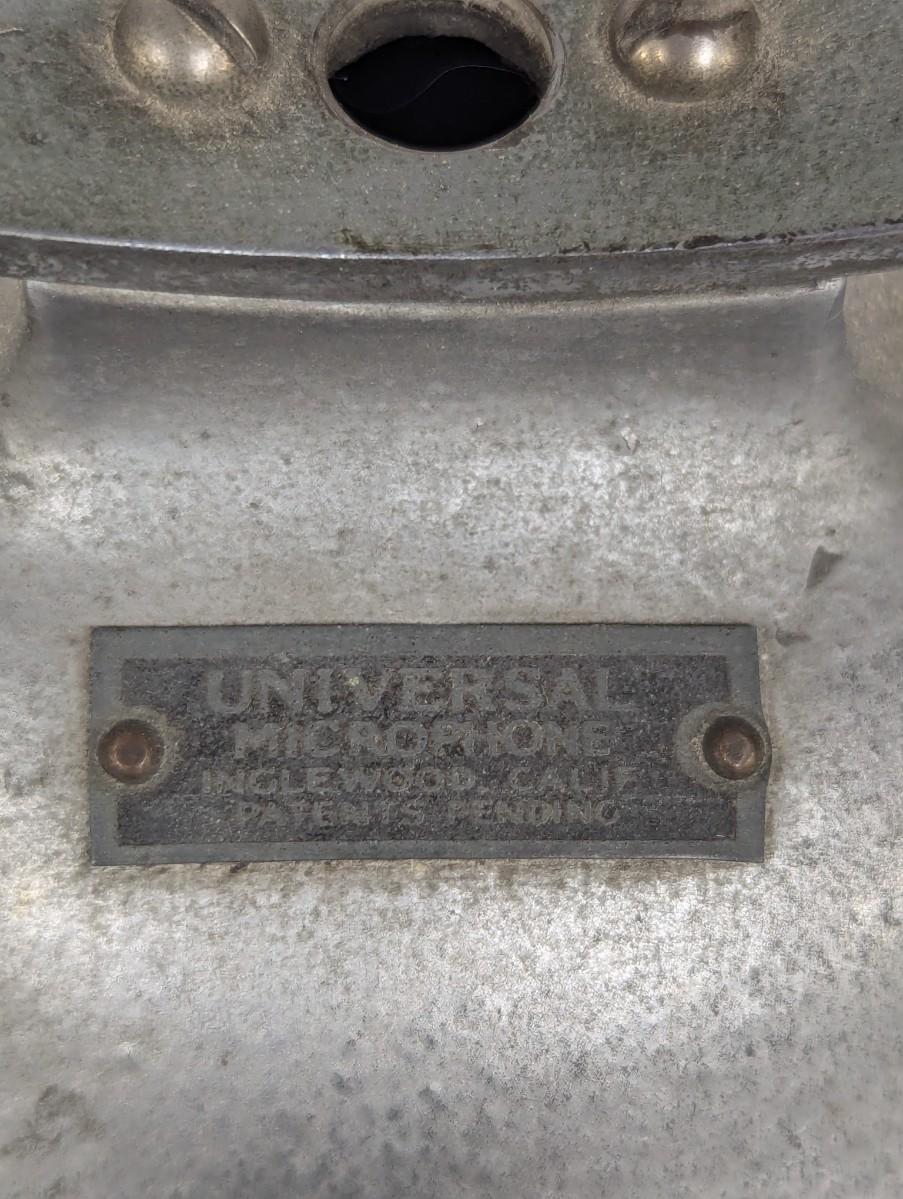 UNIVERSAL
MICROPHONE
INGLEWOOD, CALIF
PATENTS PENDING